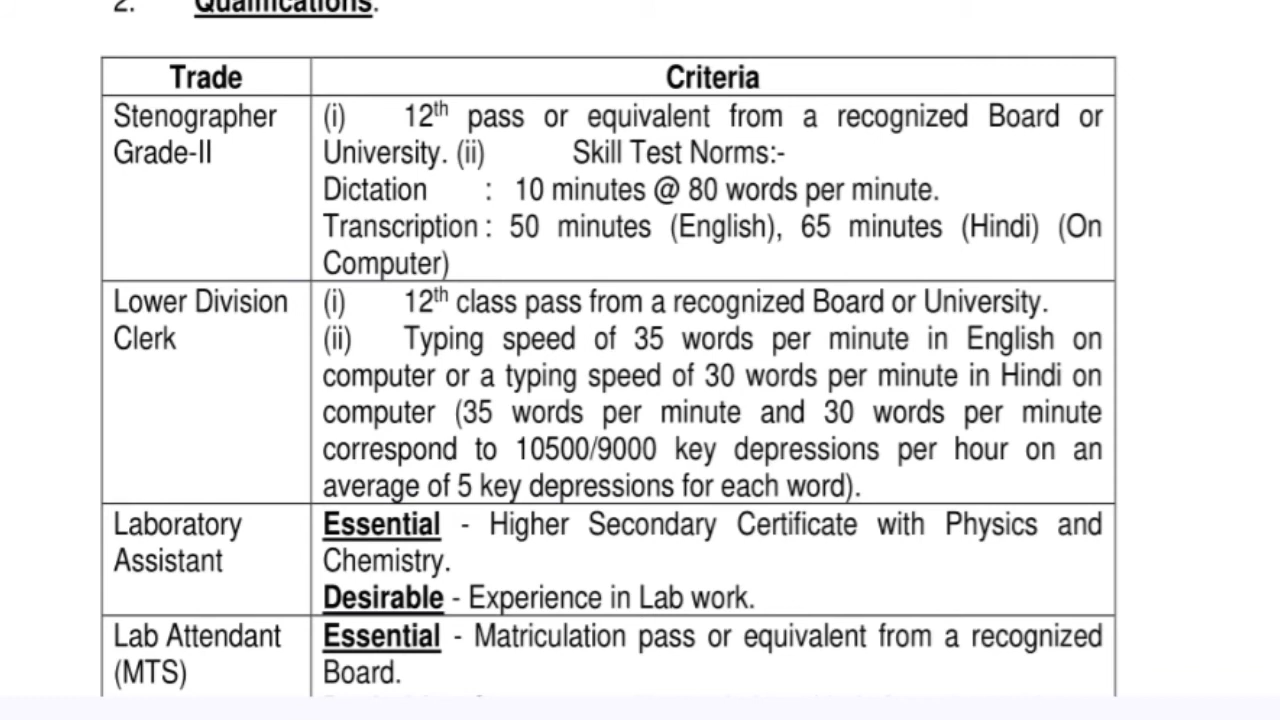 2. Qualifications.
Trade Criteria
Stenographer (i) 12th pass or equivalent from a recognized Board or
Grade-II University. (ii) Skill Test Norms:-
Dictation : 10 minutes @ 80 words per minute.
Transcription : 50 minutes (English), 65 minutes (Hindi) (On
Computer)
Lower Division (i) 12th class pass from a recognized Board or University.
Clerk (ii) Typing speed of 35 words per minute in English on
computer or a typing speed of 30 words per minute in Hindi on
computer (35 words per minute and 30 words per minute
correspond to 10500/9000 key depressions per hour on an
average of 5 key depressions for each word).
Laboratory Essential - Higher Secondary Certificate with Physics and
Assistant Chemistry.
Desirable - Experience in Lab work.
Lab Attendant Essential - Matriculation pass or equivalent from a recognized
(MTS) Board.